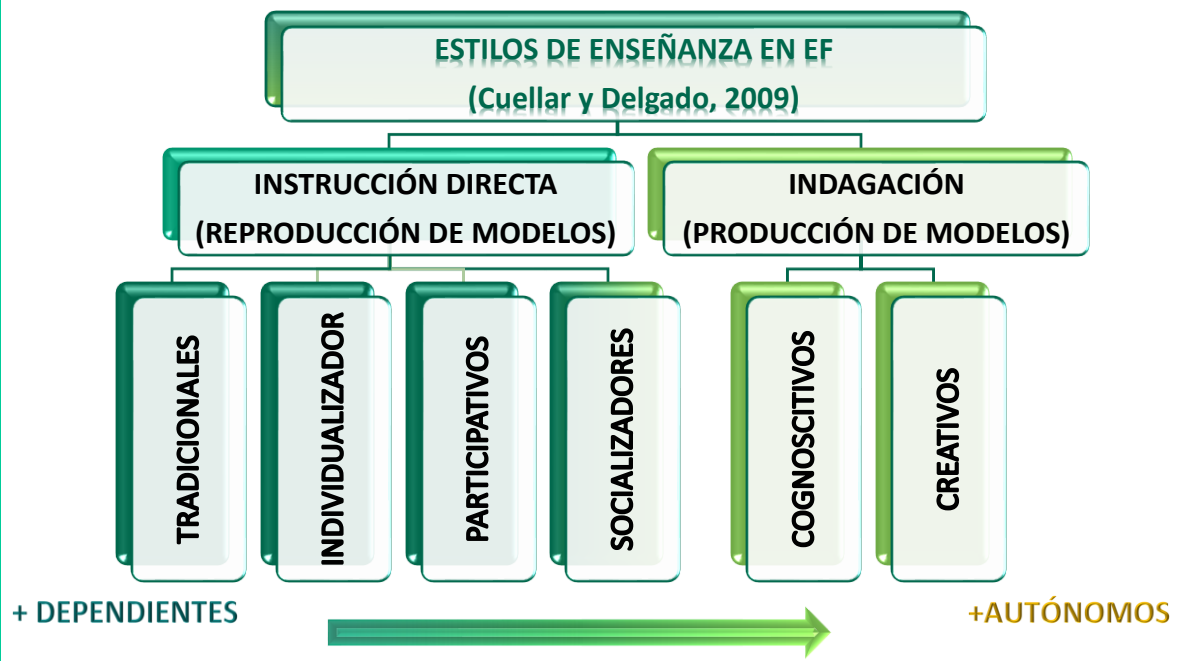 ESTILOS DE ENSEÑANZA EN EF
(Cuellar y Delgado, 2009)
INSTRUCCIÓN DIRECTA
(REPRODUCCIÓN DE MODELOS)
INDAGACIÓN
(PRODUCCIÓN DE MODELOS)
TRADICIONALES
INDIVIDUALIZADOR
PARTICIPATIVOS
SOCIALIZADORES
COGNOSCITIVOS
CREATIVOS
+ DEPENDIENTES
+AUTÓNOMOS